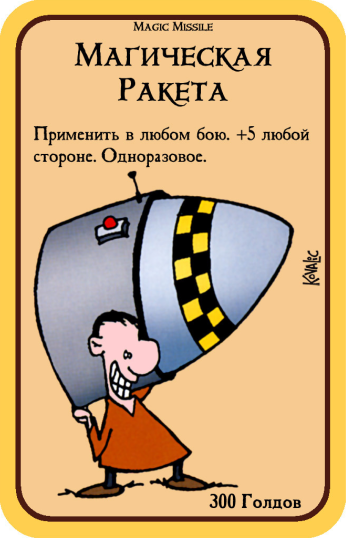 Magic Missile
Магическая
Ракета
Применить в любом бою. +5 любой
стороне. Одноразовое.
Kovalic
300 Голдов